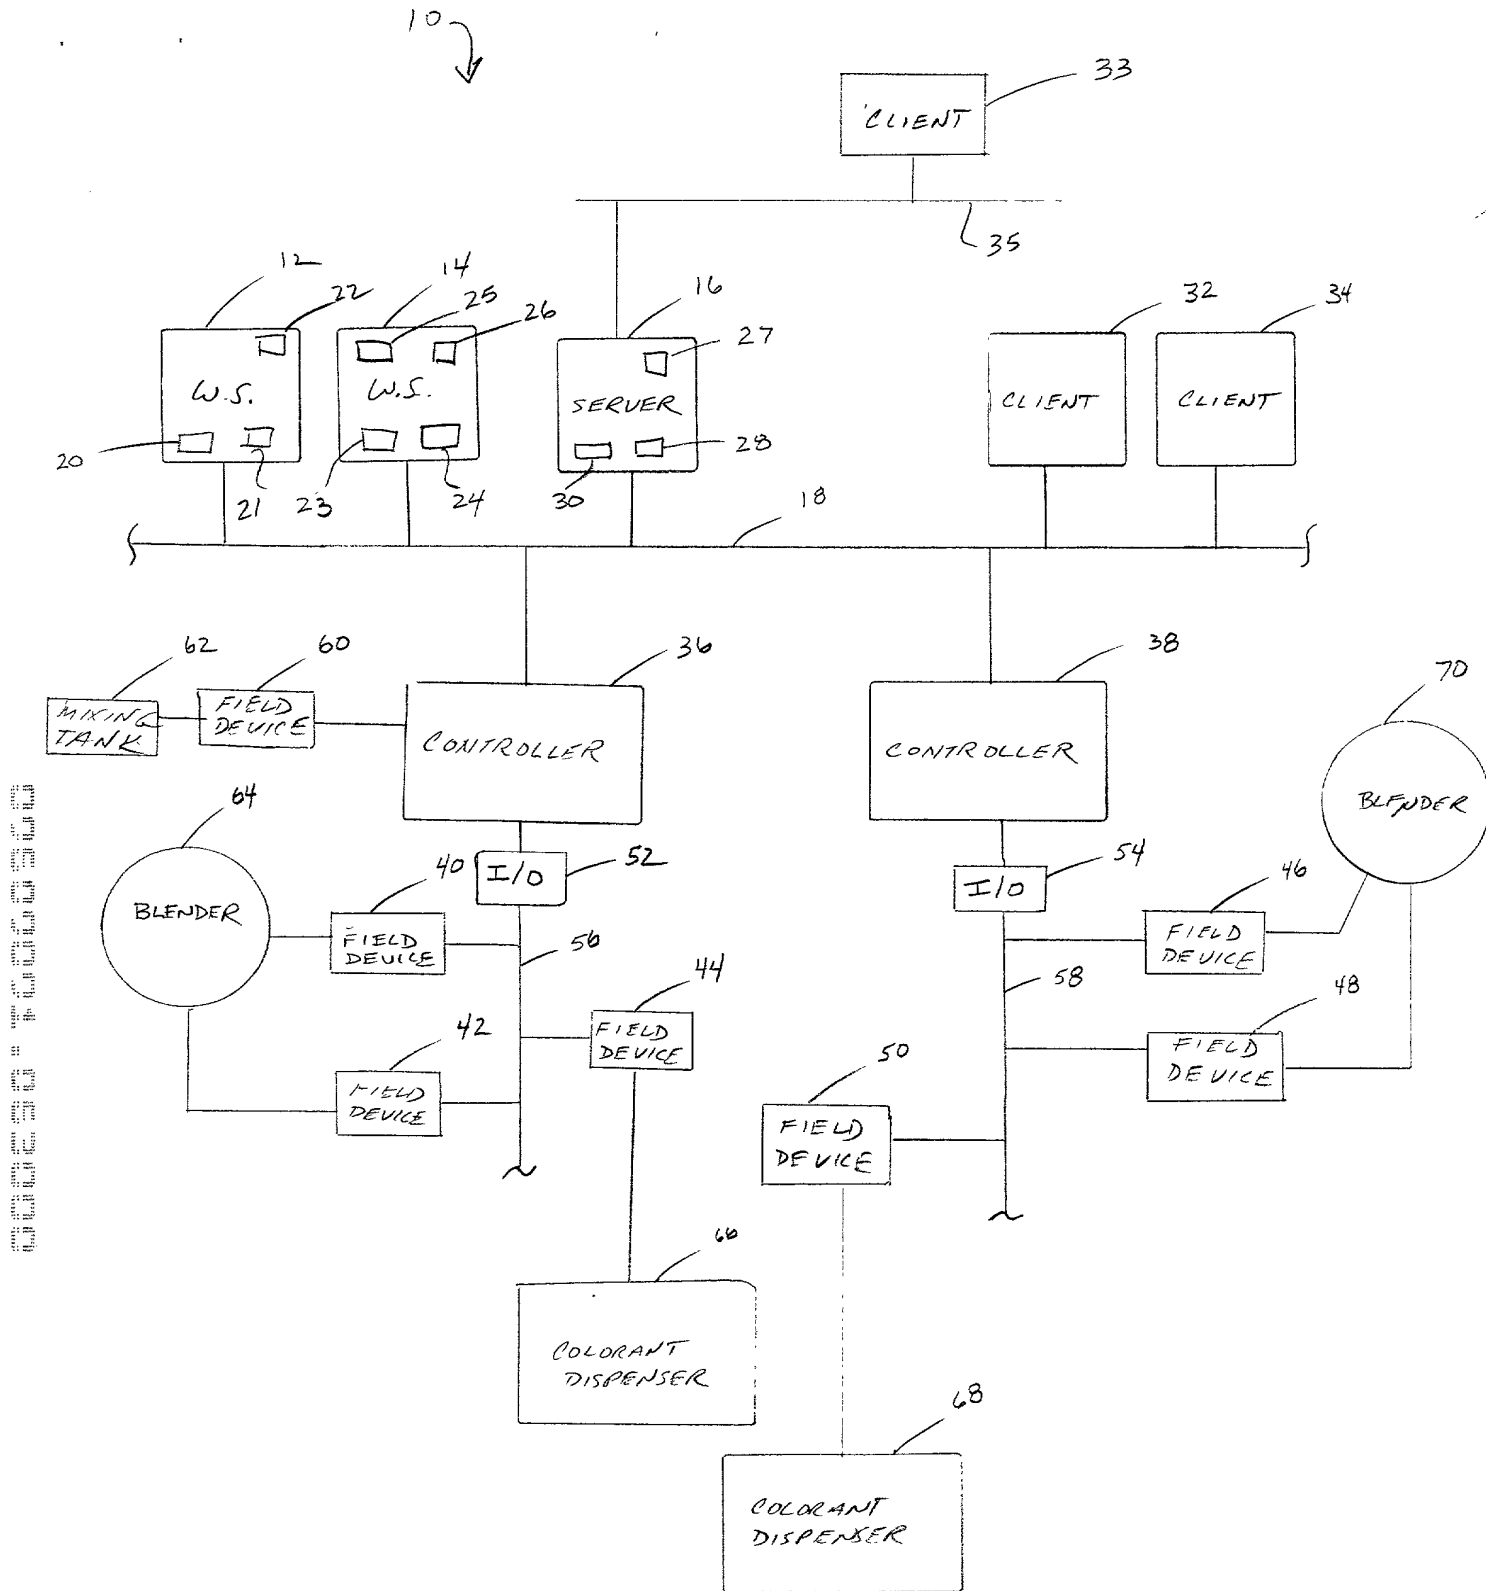 10
33
CLIENT
35
12
22
14
25
26
16
27
32
34
W.S.
W.S.
SERVER
CLIENT
CLIENT
20
21
23
24
30
28
18
62
60
36
38
70
MIXING
TANK
FIELD
DEVICE
CONTROLLER
CONTROLLER
BLENDER
64
40
I/O
52
I/O
54
46
BLENDER
FIELD
DEVICE
56
44
FIELD
DEVICE
58
48
42
FIELD
DEVICE
50
FIELD
DEVICE
FIELD
DEVICE
FIELD
DEVICE
66
COLORANT
DISPENSER
68
COLORANT
DISPENSER